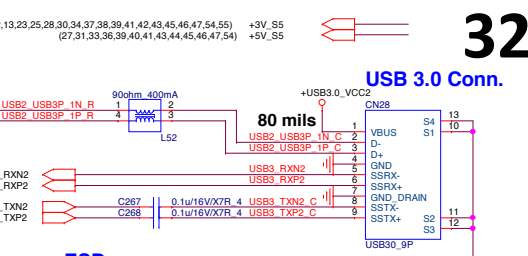 ,13,23,25,28,30,34,37,38,39,41,42,43,45,46,47,54,55) +3V_S5
(27,31,33,36,39,40,41,43,44,45,46,47,54) +5V_S5
32
USB 3.0 Conn.
90ohm_400mA
+USB3.0_VCC2
CN28
USB2_USB3P_1N_R 1 2
USB2_USB3P_1P_R 4 3
L52
80 mils
1 VBUS
USB2_USB3P_1N_C 2 D-
USB2_USB3P_1P_C 3 D+
4 GND
_RXN2 USB3_RXN2 5 SSRX-
_RXP2 USB3_RXP2 6 SSRX+
7 GND_DRAIN
_TXN2 C267 0.1u/16V/X7R_4 USB3_TXN2_C 8 SSTX-
_TXP2 C268 0.1u/16V/X7R_4 USB3_TXP2_C 9 SSTX+
S4 13
S1 10
S2 11
S3 12
USB30_9P